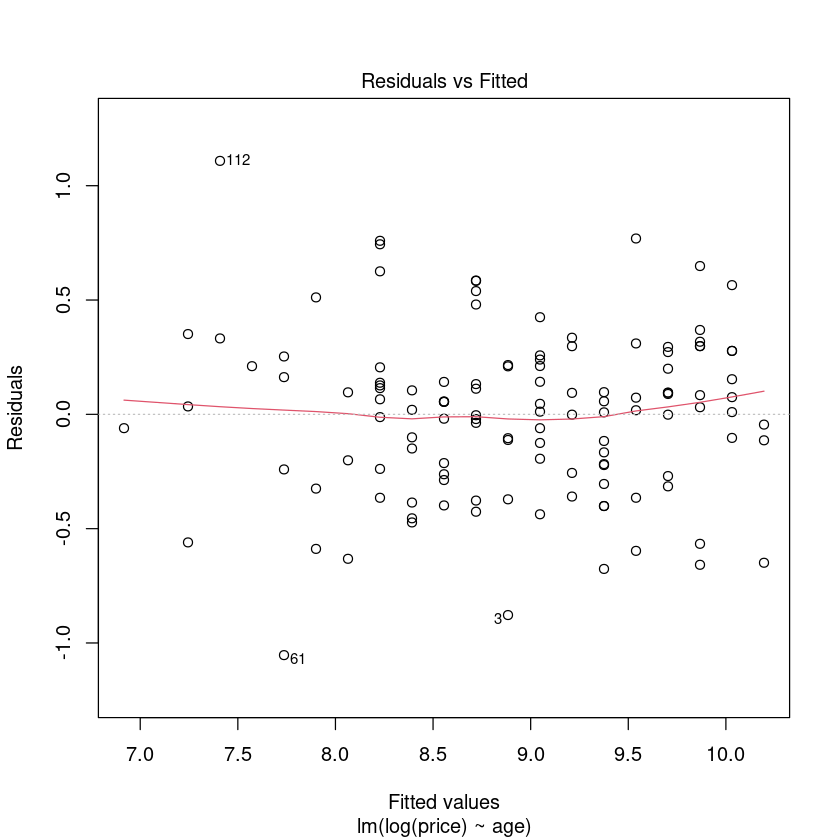 Residuals vs Fitted
Residuals
1.0
0.5
0.0
-0.5
-1.0
112
3
61
7.0 7.5 8.0 8.5 9.0 9.5 10.0
Fitted values
lm(log(price) ~ age)